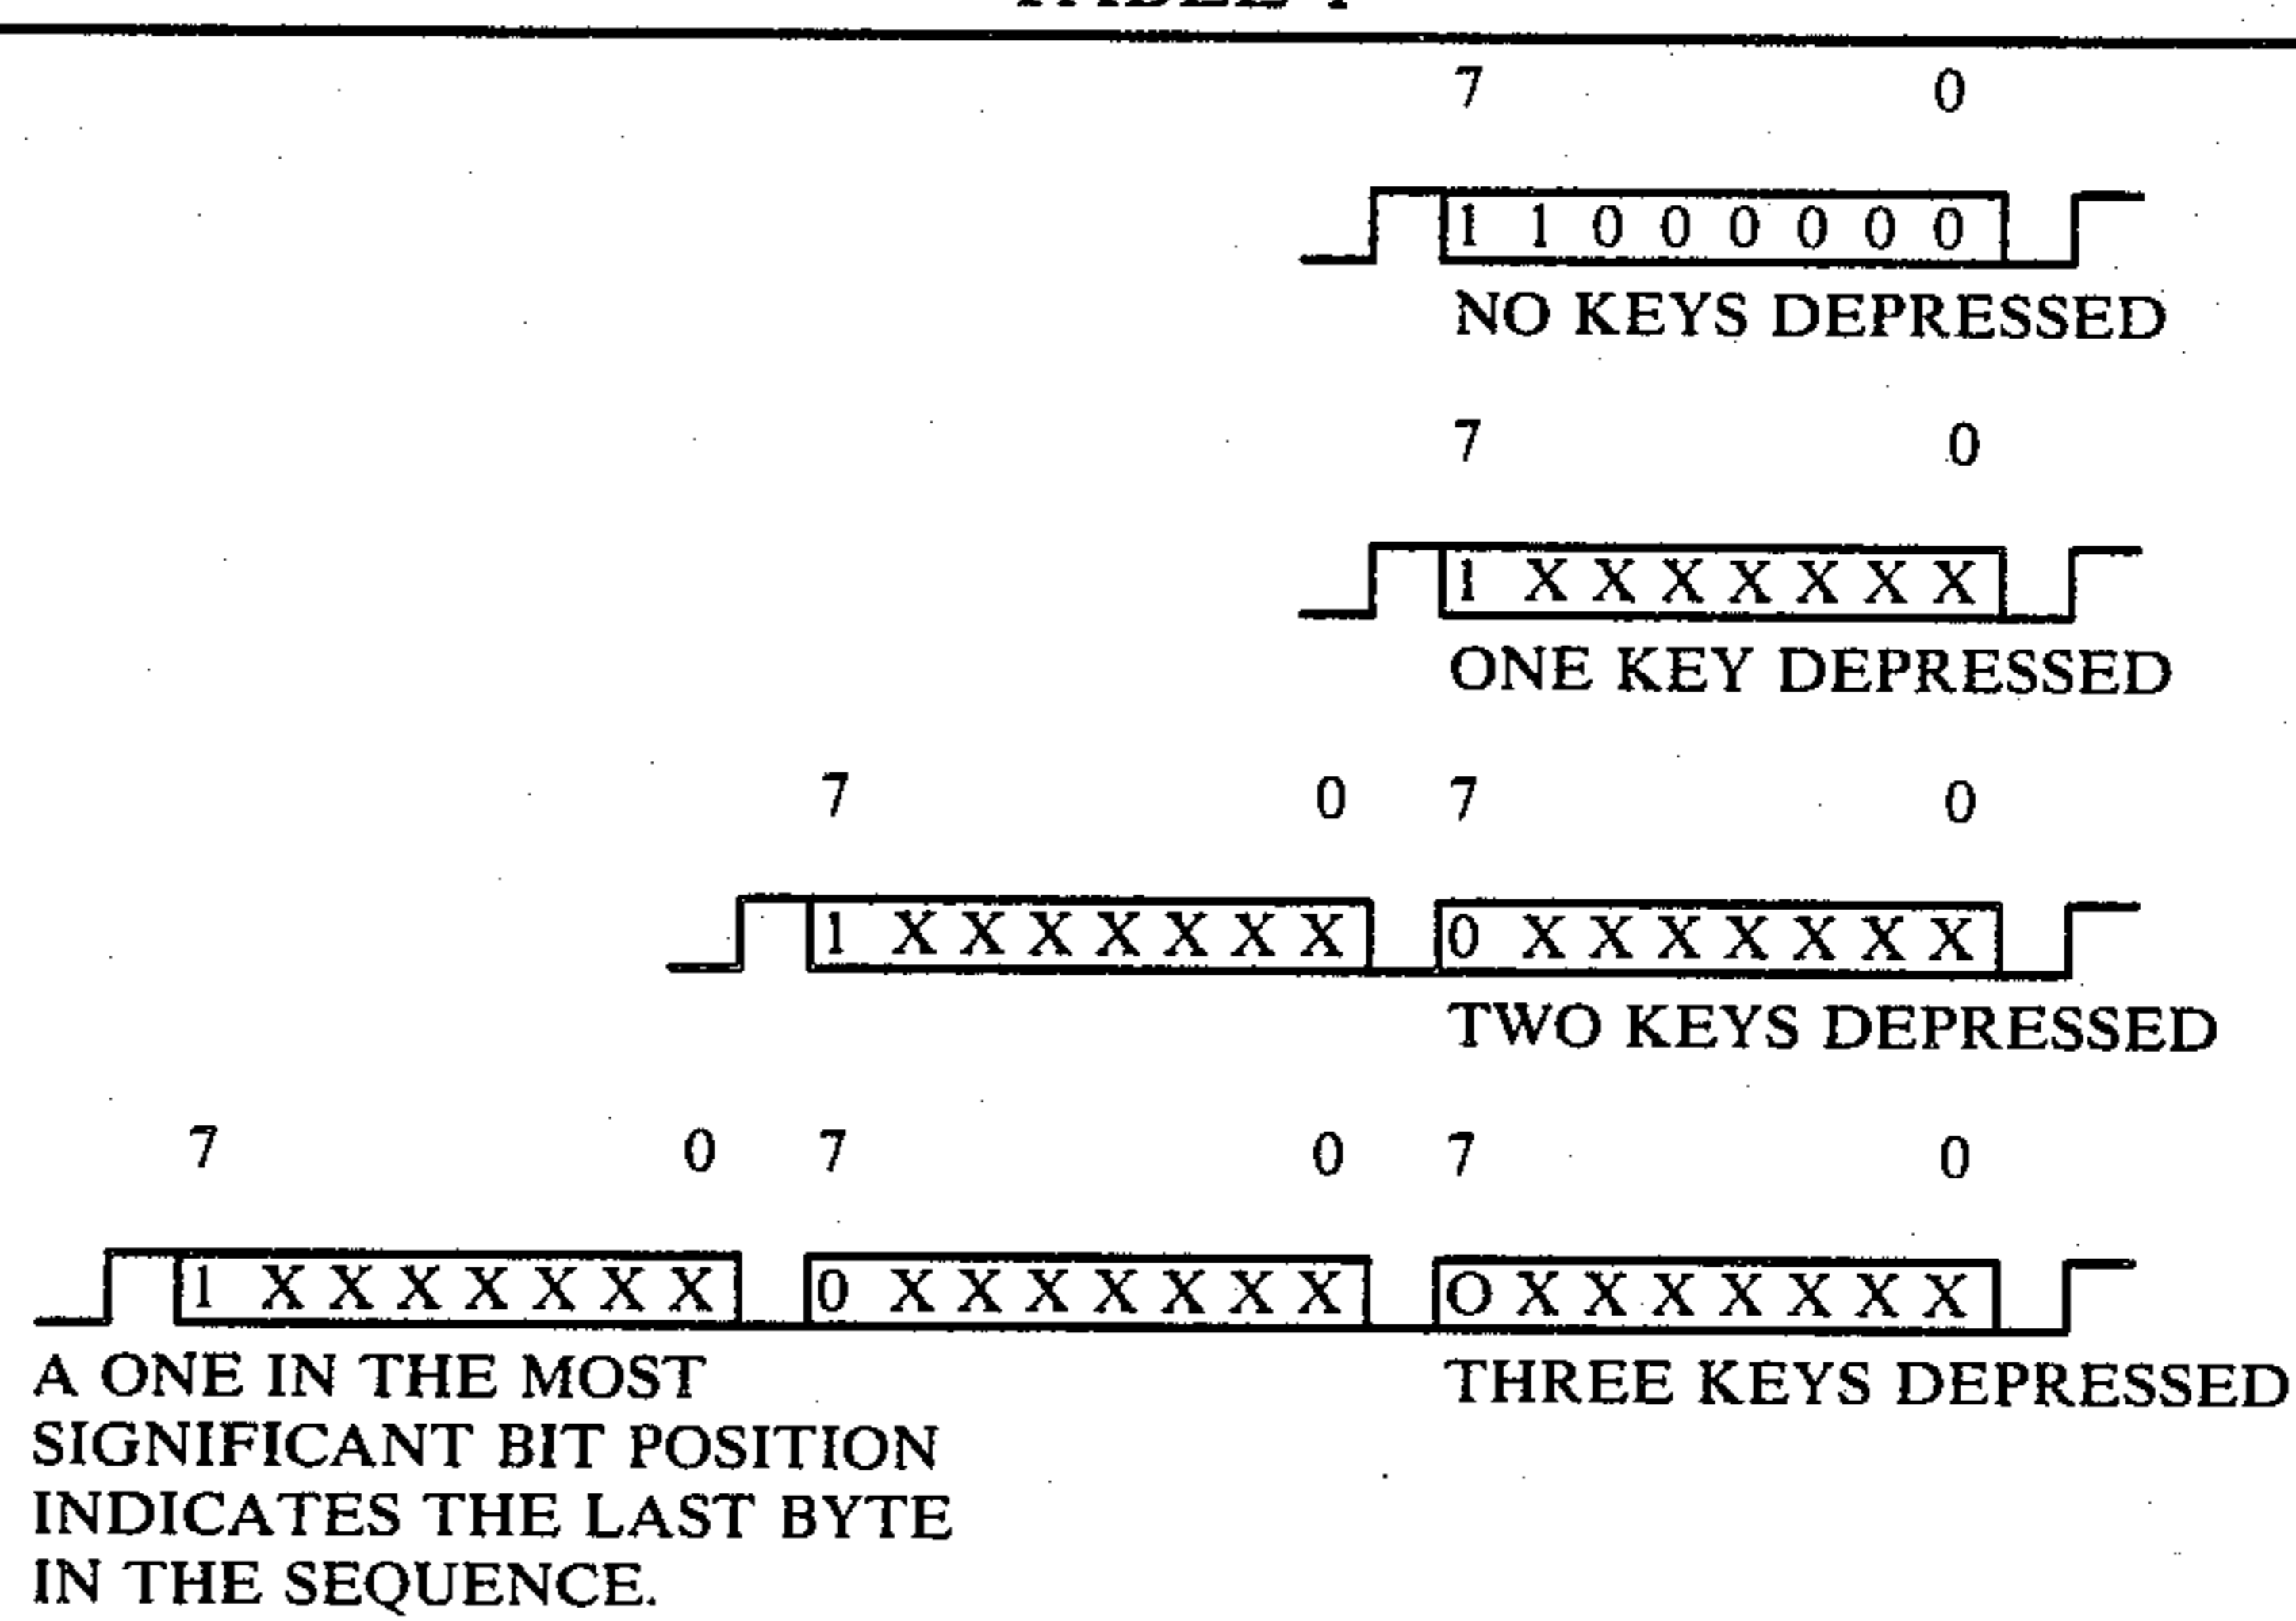 7 0
1 1 0 0 0 0 0 0
NO KEYS DEPRESSED
7 0
1 X X X X X X X
ONE KEY DEPRESSED
7 0 7 0
1 X X X X X X X 0 X X X X X X X
TWO KEYS DEPRESSED
7 0 7 0 7 0
1 X X X X X X X 0 X X X X X X X O X X X X X X X
THREE KEYS DEPRESSED
A ONE IN THE MOST
SIGNIFICANT BIT POSITION
INDICATES THE LAST BYTE
IN THE SEQUENCE.